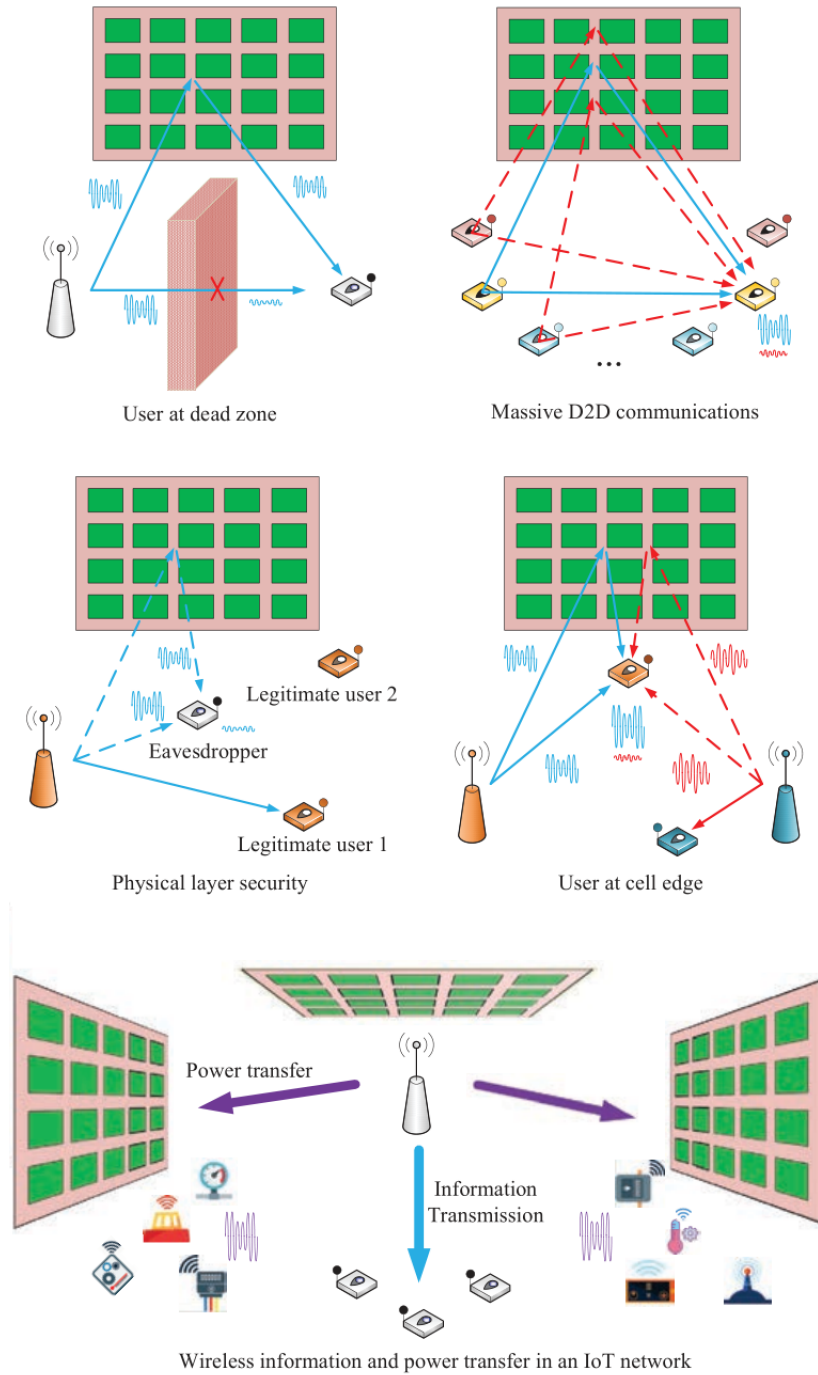 User at dead zone
Massive D2D communications
...
Legitimate user 2
Eavesdropper
Legitimate user 1
Physical layer security
User at cell edge
Power transfer
Information
Transmission
Wireless information and power transfer in an IoT network